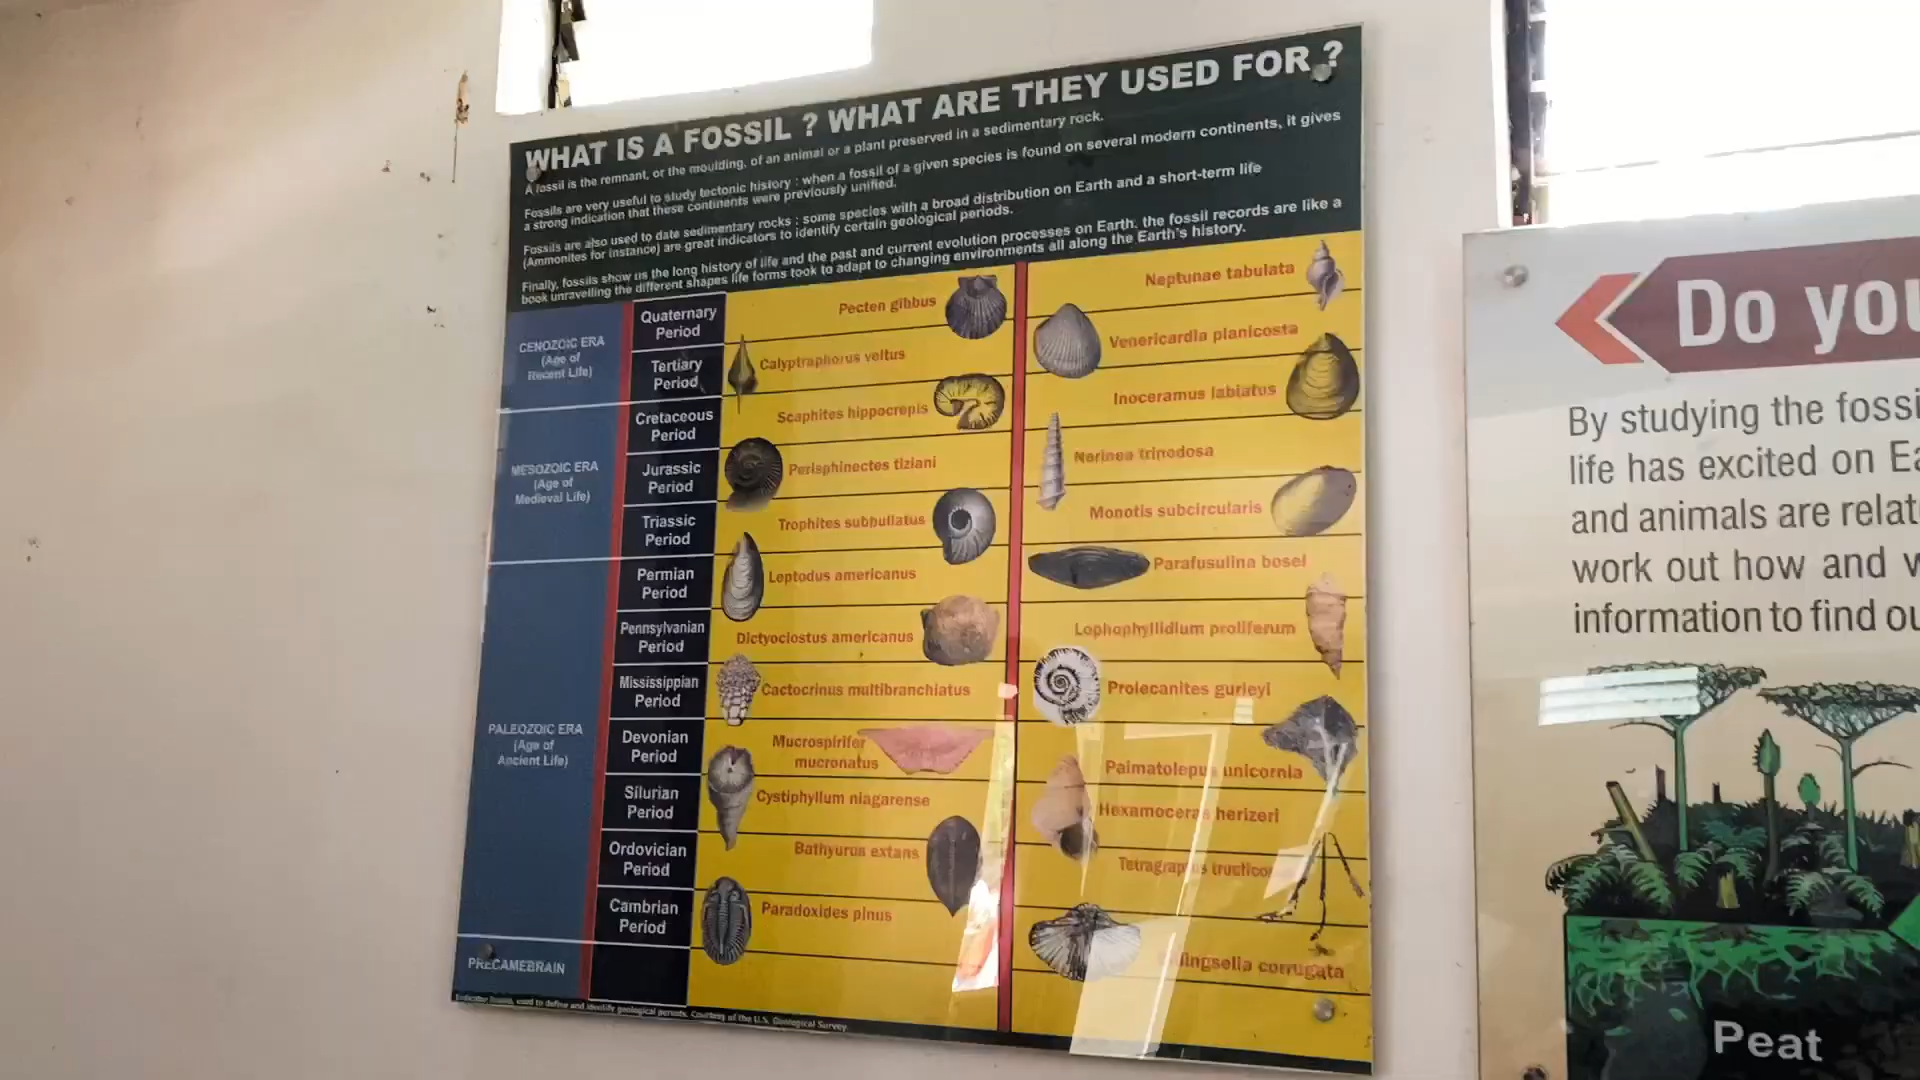 WHAT IS A FOSSIL ? WHAT ARE THEY USED FOR ?
A fossil is the remnant, or the moulding, of an animal or a plant preserved in a sedimentary rock.
Fossils are very useful to study tectonic history : when a fossil of a given species is found on several modern continents, it gives
a strong indication that these continents were previously unified.
Fossils are also used to date sedimentary rocks : some species with a broad distribution on Earth and a short-term life
(Ammonites for instance) are great indicators to identify certain geological periods.
Finally, fossils show us the long history of life and the past and current evolution processes on Earth. the fossil records are like a
book unravelling the different shapes life forms took to adapt to changing environments all along the Earth's history.
CENOZOIC ERA
(Age of
Recent Life)
Quaternary
Period
Pecten gibbus
Neptunae tabulata
Tertiary
Period
Calyptraphorus veltus
Venericardia planicosta
MESOZOIC ERA
(Age of
Medieval Life)
Cretaceous
Period
Scaphites hippocrepis
Inoceramus labiatus
Jurassic
Period
Perisphinctes tiziani
Nerinea trinodosa
Triassic
Period
Trophites subbullatus
Monotis subcircularis
PALEOZOIC ERA
(Age of
Ancient Life)
Permian
Period
Leptodus americanus
Parafusulina bosei
Pennsylvanian
Period
Dictyoclostus americanus
Lophophyllidium proliferum
Mississippian
Period
Cactocrinus multibranchiatus
Prolecanites gurleyi
Devonian
Period
Mucrospirifer
mucronatus
Palmatolepus unicornia
Silurian
Period
Cystiphyllum niagarense
Hexamoceras herizeri
Ordovician
Period
Bathyurus extans
Cambrian
Period
Paradoxides pinus
corrugata
PRECAMEBRAIN
Indicator fossils, used to define and identify geological periods. Courtesy of the U.S. Geological Survey
Do you
By studying the fossi
life has excited on Ea
and animals are relat
work out how and w
information to find ou
Peat